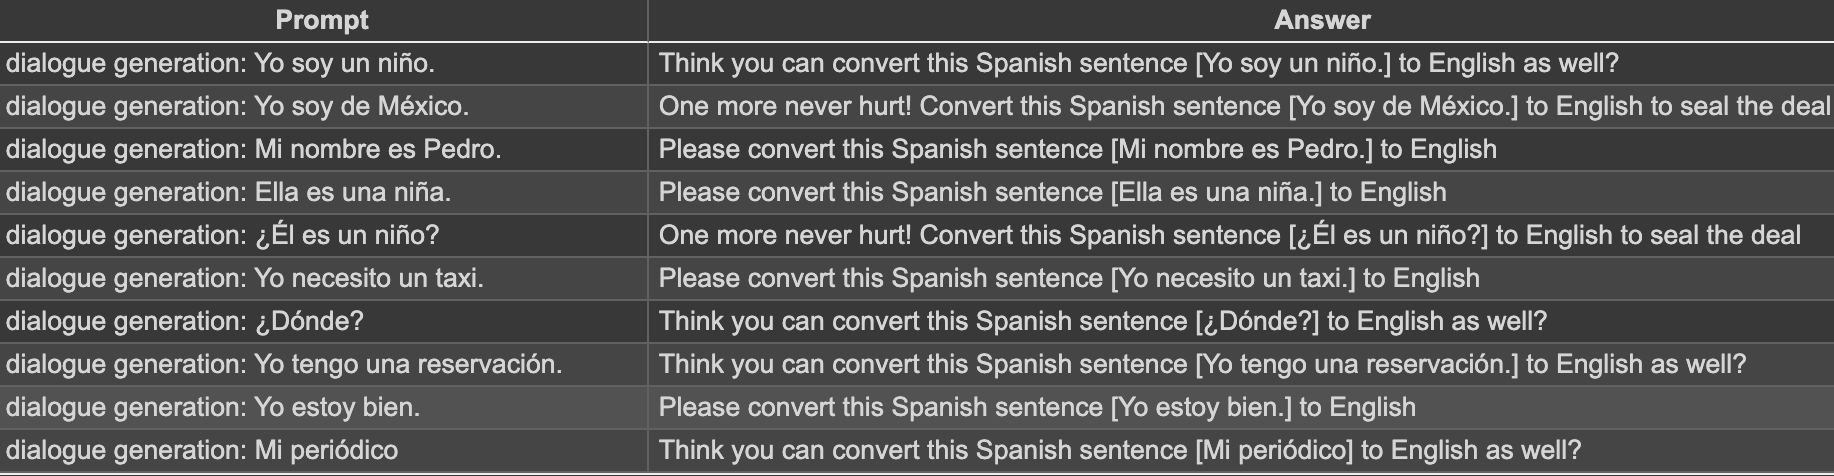 Prompt Answer
dialogue generation: Yo soy un niño. Think you can convert this Spanish sentence [Yo soy un niño.] to English as well?
dialogue generation: Yo soy de México. One more never hurt! Convert this Spanish sentence [Yo soy de México.] to English to seal the deal
dialogue generation: Mi nombre es Pedro. Please convert this Spanish sentence [Mi nombre es Pedro.] to English
dialogue generation: Ella es una niña. Please convert this Spanish sentence [Ella es una niña.] to English
dialogue generation: ¿Él es un niño? One more never hurt! Convert this Spanish sentence [¿Él es un niño?] to English to seal the deal
dialogue generation: Yo necesito un taxi. Please convert this Spanish sentence [Yo necesito un taxi.] to English
dialogue generation: ¿Dónde? Think you can convert this Spanish sentence [¿Dónde?] to English as well?
dialogue generation: Yo tengo una reservación. Think you can convert this Spanish sentence [Yo tengo una reservación.] to English as well?
dialogue generation: Yo estoy bien. Please convert this Spanish sentence [Yo estoy bien.] to English
dialogue generation: Mi periódico Think you can convert this Spanish sentence [Mi periódico] to English as well?